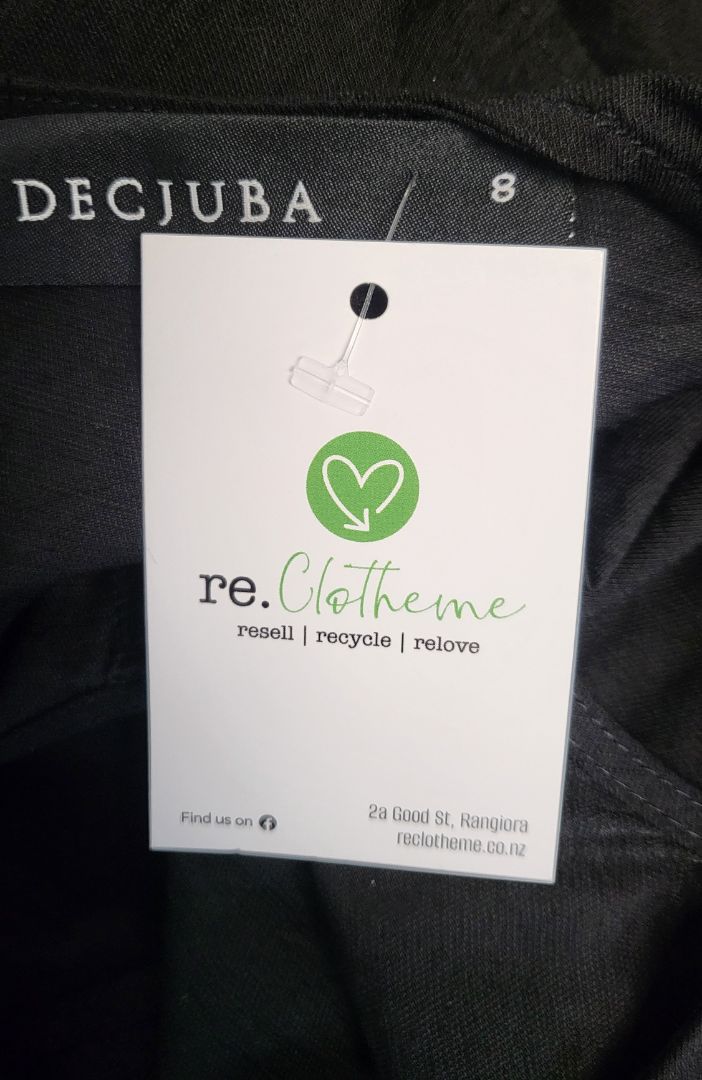 DECJUBA 8
re.Clotheme
resell | recycle | relove
Find us on
2a Good St, Rangiora
reclotheme.co.nz